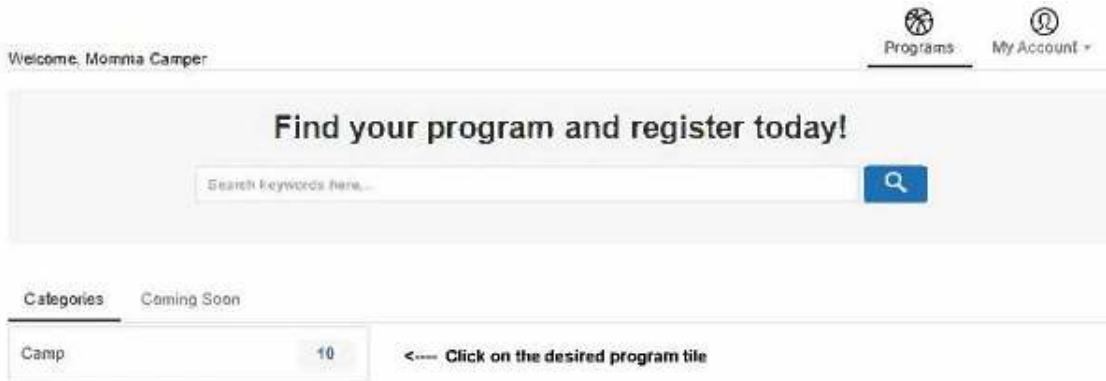 Programs My Account
Welcome, Momma Camper
Find your program and register today!
Search keywords here...
Categories Coming Soon
Camp 10 <---- Click on the desired program tile